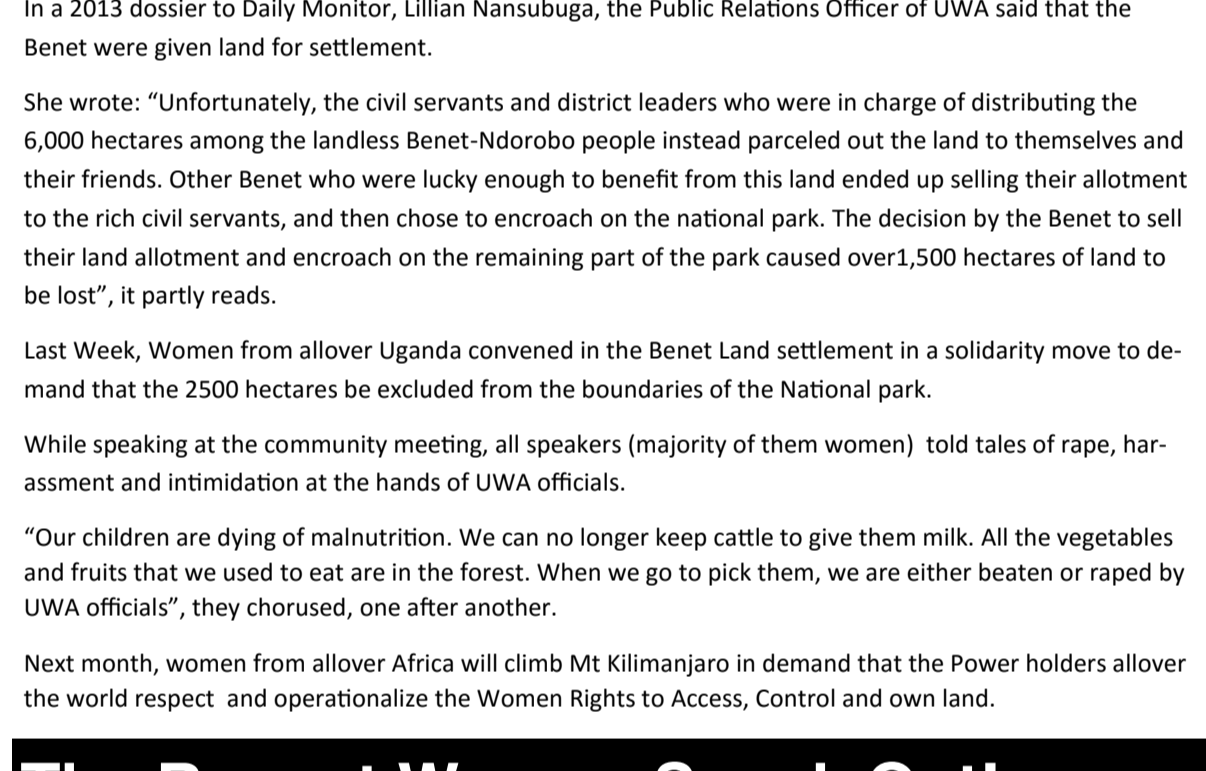 In a 2013 dossier to Daily Monitor, Lillian Nansubuga, the Public Relations Officer of UWA said that the
Benet were given land for settlement.
She wrote: “Unfortunately, the civil servants and district leaders who were in charge of distributing the
6,000 hectares among the landless Benet-Ndorobo people instead parceled out the land to themselves and
their friends. Other Benet who were lucky enough to benefit from this land ended up selling their allotment
to the rich civil servants, and then chose to encroach on the national park. The decision by the Benet to sell
their land allotment and encroach on the remaining part of the park caused over1,500 hectares of land to
be lost”, it partly reads.
Last Week, Women from allover Uganda convened in the Benet Land settlement in a solidarity move to de-
mand that the 2500 hectares be excluded from the boundaries of the National park.
While speaking at the community meeting, all speakers (majority of them women)  told tales of rape, har-
assment and intimidation at the hands of UWA officials.
“Our children are dying of malnutrition. We can no longer keep cattle to give them milk. All the vegetables
and fruits that we used to eat are in the forest. When we go to pick them, we are either beaten or raped by
UWA officials”, they chorused, one after another.
Next month, women from allover Africa will climb Mt Kilimanjaro in demand that the Power holders allover
the world respect  and operationalize the Women Rights to Access, Control and own land.